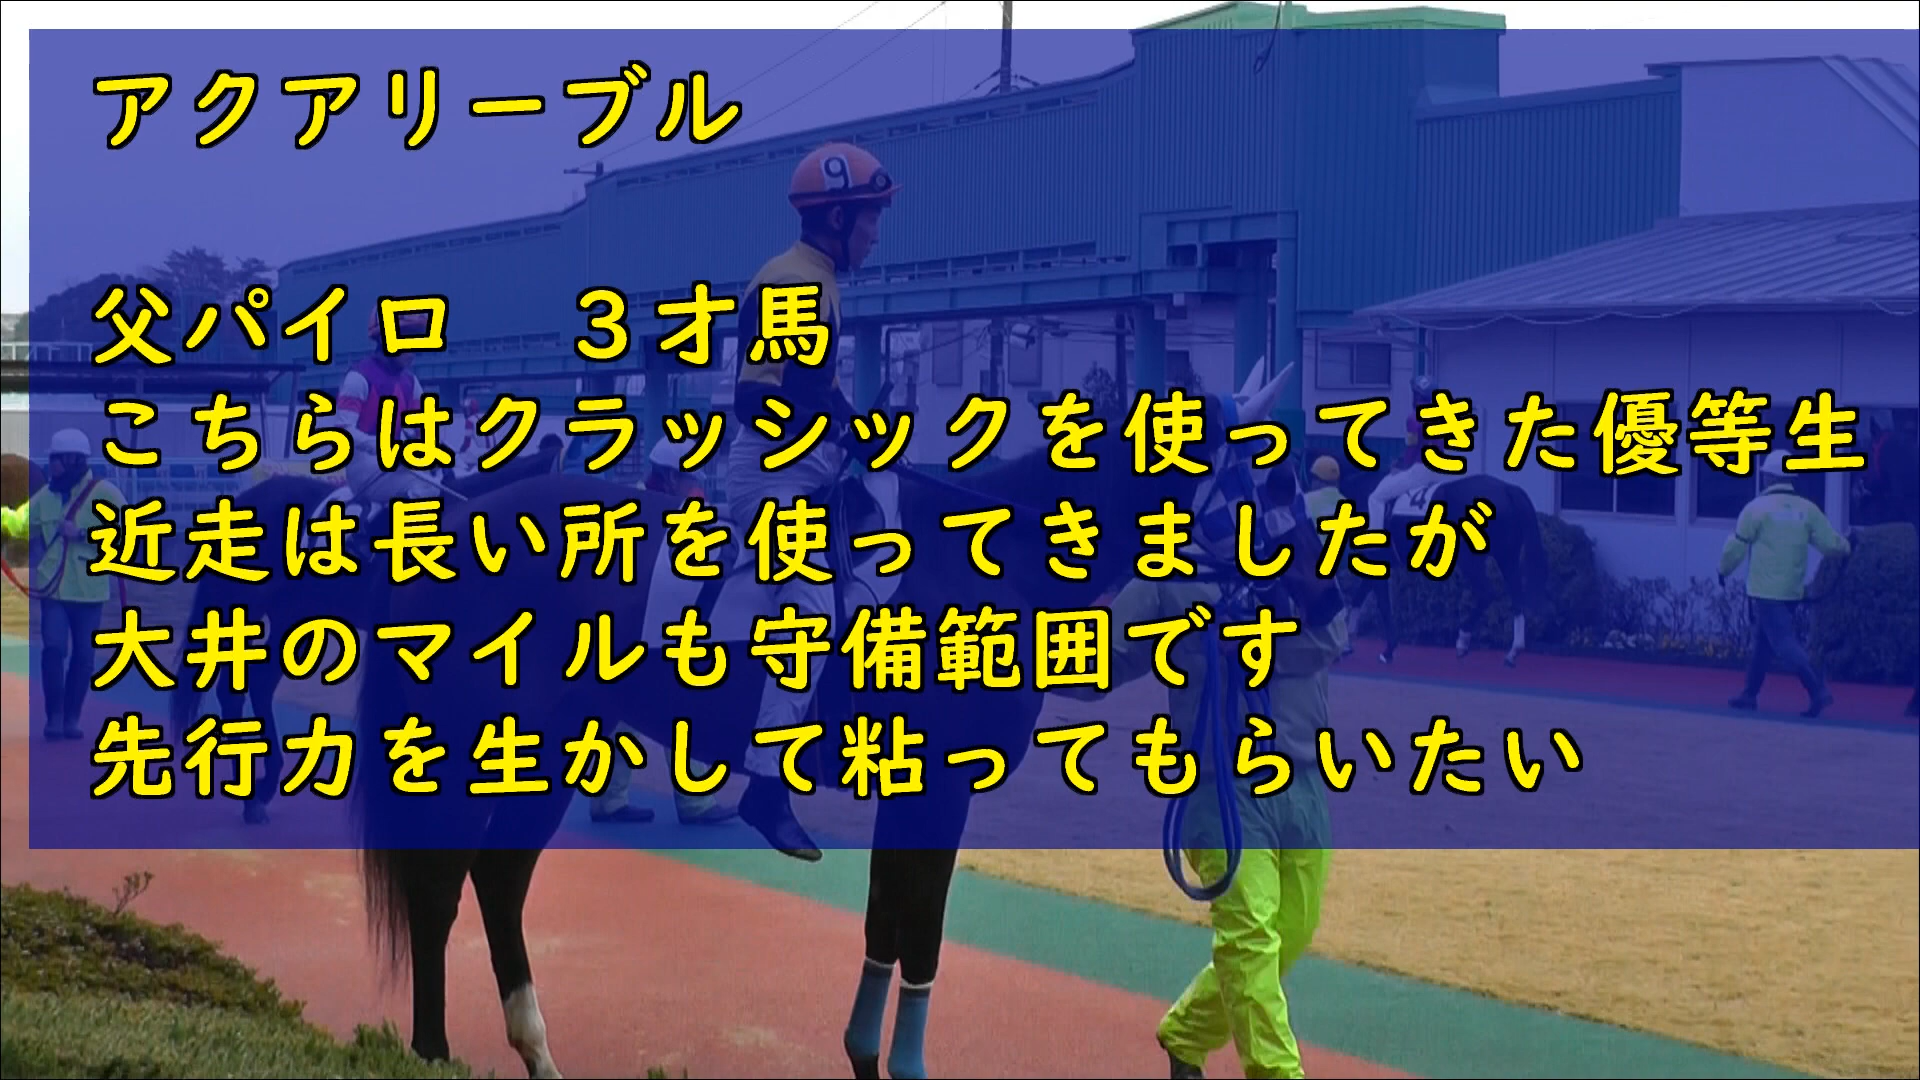 アクアリーブル
父パイロ　３才馬
こちらはクラッシックを使ってきた優等生
近走は長い所を使ってきましたが
大井のマイルも守備範囲です
先行力を生かして粘ってもらいたい
9